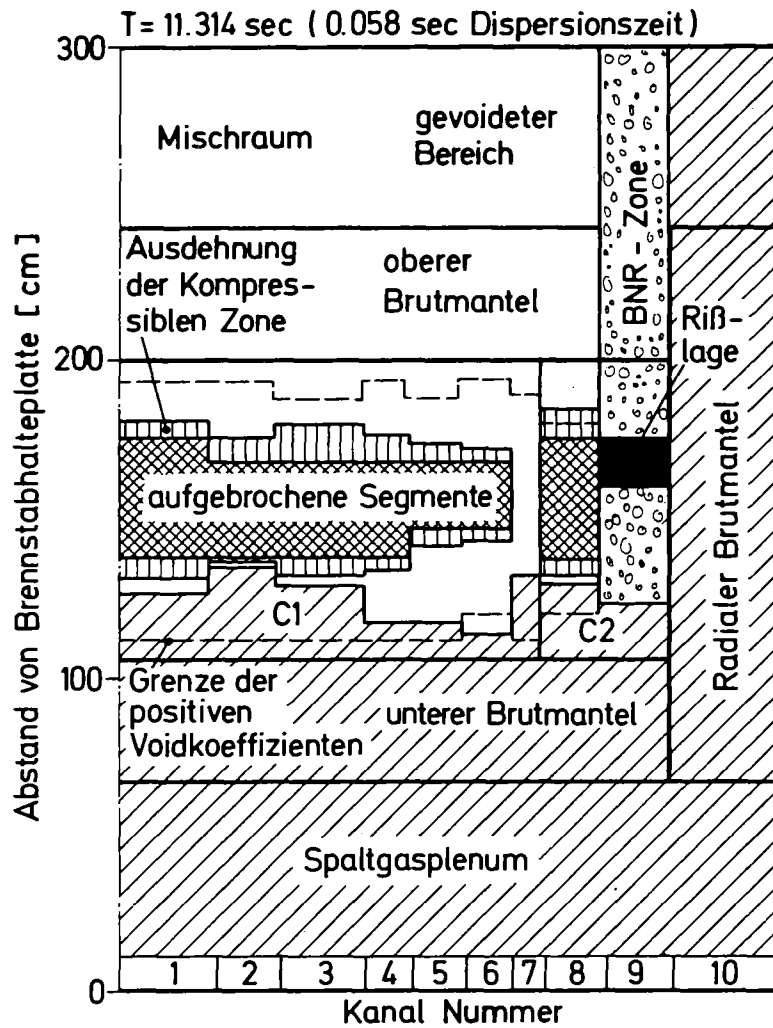 T= 11.314 sec ( 0.058 sec Dispersionszeit)
300
Mischraum
gevoideter
Bereich
BNR - Zone
Ausdehnung
der Kompres-
siblen Zone
oberer
Brutmantel
Riß-
lage
200
aufgebrochene Segmente
C1
C2
100
Grenze der
positiven
Voidkoeffizienten
unterer Brutmantel
Radialer Brutmantel
Spaltgasplenum
0
1 2 3 4 5 6 7 8 9 10
Kanal Nummer
Abstand von Brennstabhalteplatte [ cm ]